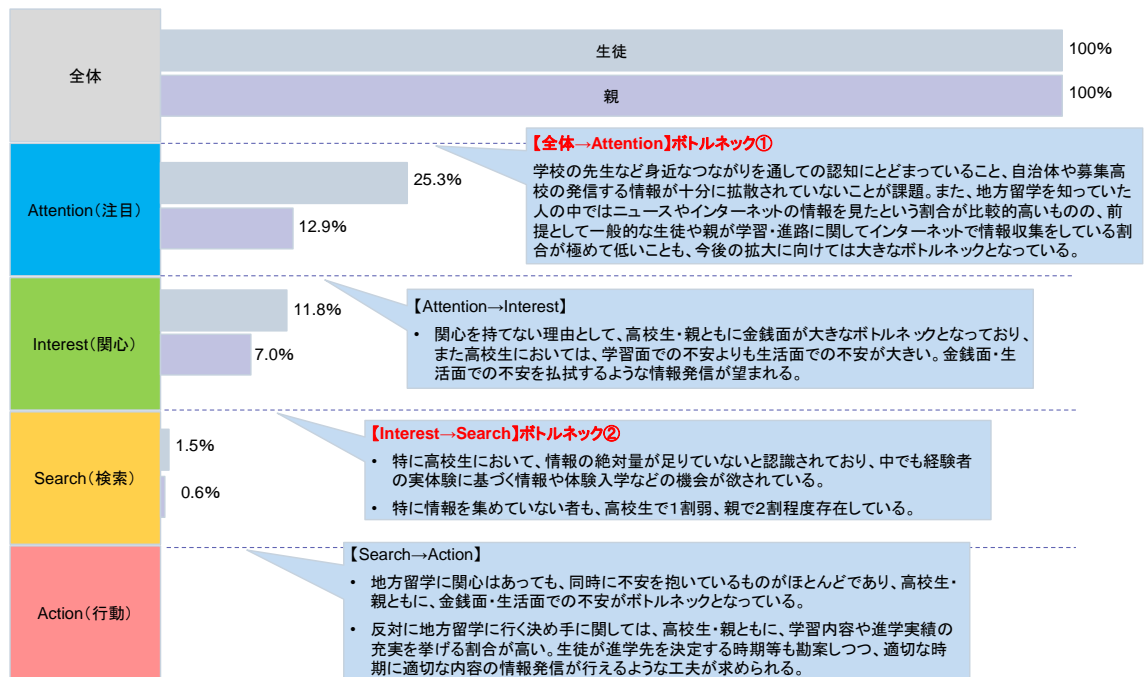 全体
生徒
100%
親
100%
【全体→Attention】ボトルネック①
学校の先生など身近なつながりを通しての認知にとどまっていること、自治体や募集高
校の発信する情報が十分に拡散されていないことが課題。また、地方留学を知っていた
人の中ではニュースやインターネットの情報を見たという割合が比較的高いものの、前
提として一般的な生徒や親が学習・進路に関してインターネットで情報収集をしている割
合が極めて低いことも、今後の拡大に向けては大きなボトルネックとなっている。
Attention(注目)
25.3%
12.9%
Interest(関心)
11.8%
7.0%
【Attention→Interest】
• 関心を持てない理由として、高校生・親ともに金銭面が大きなボトルネックとなっており、
また高校生においては、学習面での不安よりも生活面での不安が大きい。金銭面・生
活面での不安を払拭するような情報発信が望まれる。
Search(検索)
1.5%
0.6%
【Interest→Search】ボトルネック②
• 特に高校生において、情報の絶対量が足りていないと認識されており、中でも経験者
の実体験に基づく情報や体験入学などの機会が欲されている。
• 特に情報を集めていない者も、高校生で1割弱、親で2割程度存在している。
Action(行動)
【Search→Action】
• 地方留学に関心はあっても、同時に不安を抱いているものがほとんどであり、高校生・
親ともに、金銭面・生活面での不安がボトルネックとなっている。
• 反対に地方留学に行く決め手に関しては、高校生・親ともに、学習内容や進学実績の
充実を挙げる割合が高い。生徒が進学先を決定する時期等も勘案しつつ、適切な時
期に適切な内容の情報発信が行えるような工夫が求められる。